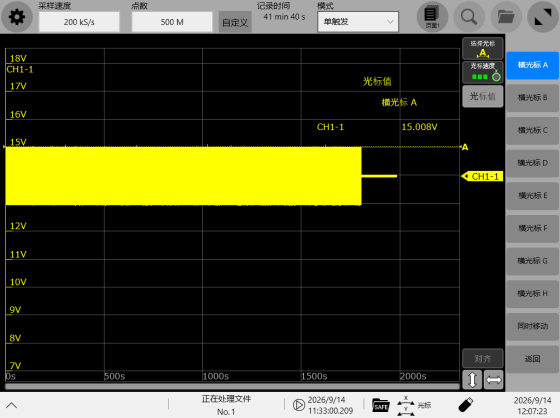 采样速度
200 kS/s
点数
500 M
自定义
记录时间
41 min 40 s
模式
单触发
页面1
选择光标
A
光标速度
光标值
横光标 A
横光标 B
横光标 C
横光标 D
横光标 E
横光标 F
横光标 G
横光标 H
同时移动
返回
18V
CH1-1
17V
16V
15V
12V
11V
10V
9V
8V
7V
光标值
横光标 A
CH1-1
15.008V
A
CH1-1
0s
500s
1000s
1500s
2000s
对齐
正在处理文件
No. 1
2026/9/14
11:33:00.209
SAFE
X
Y
光标
2026/9/14
12:07:23